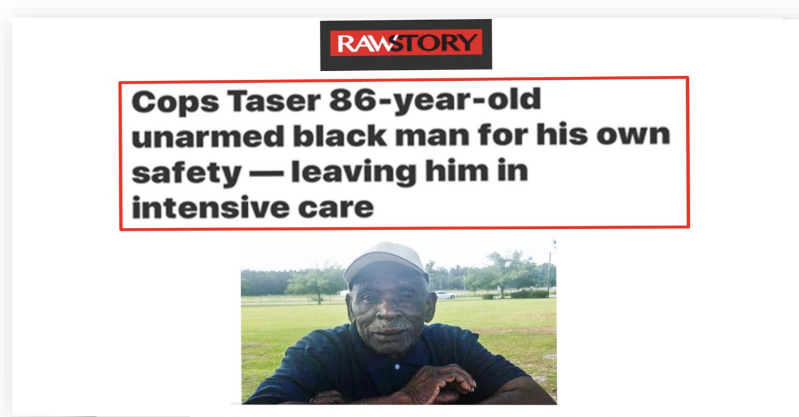 RAWSTORY
Cops Taser 86-year-old
unarmed black man for his own
safety — leaving him in
intensive care